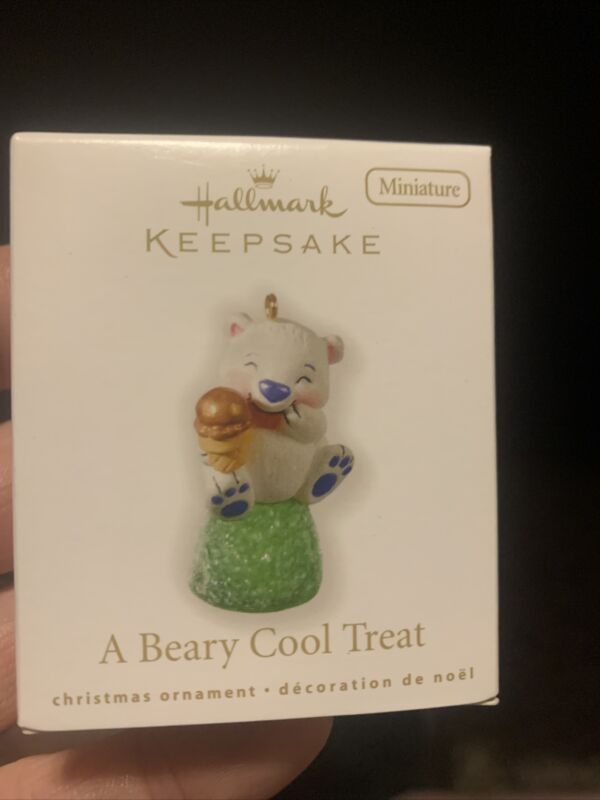 Hallmark
Miniature
KEEPSAKE
A Beary Cool Treat
christmas ornament • décoration de noël